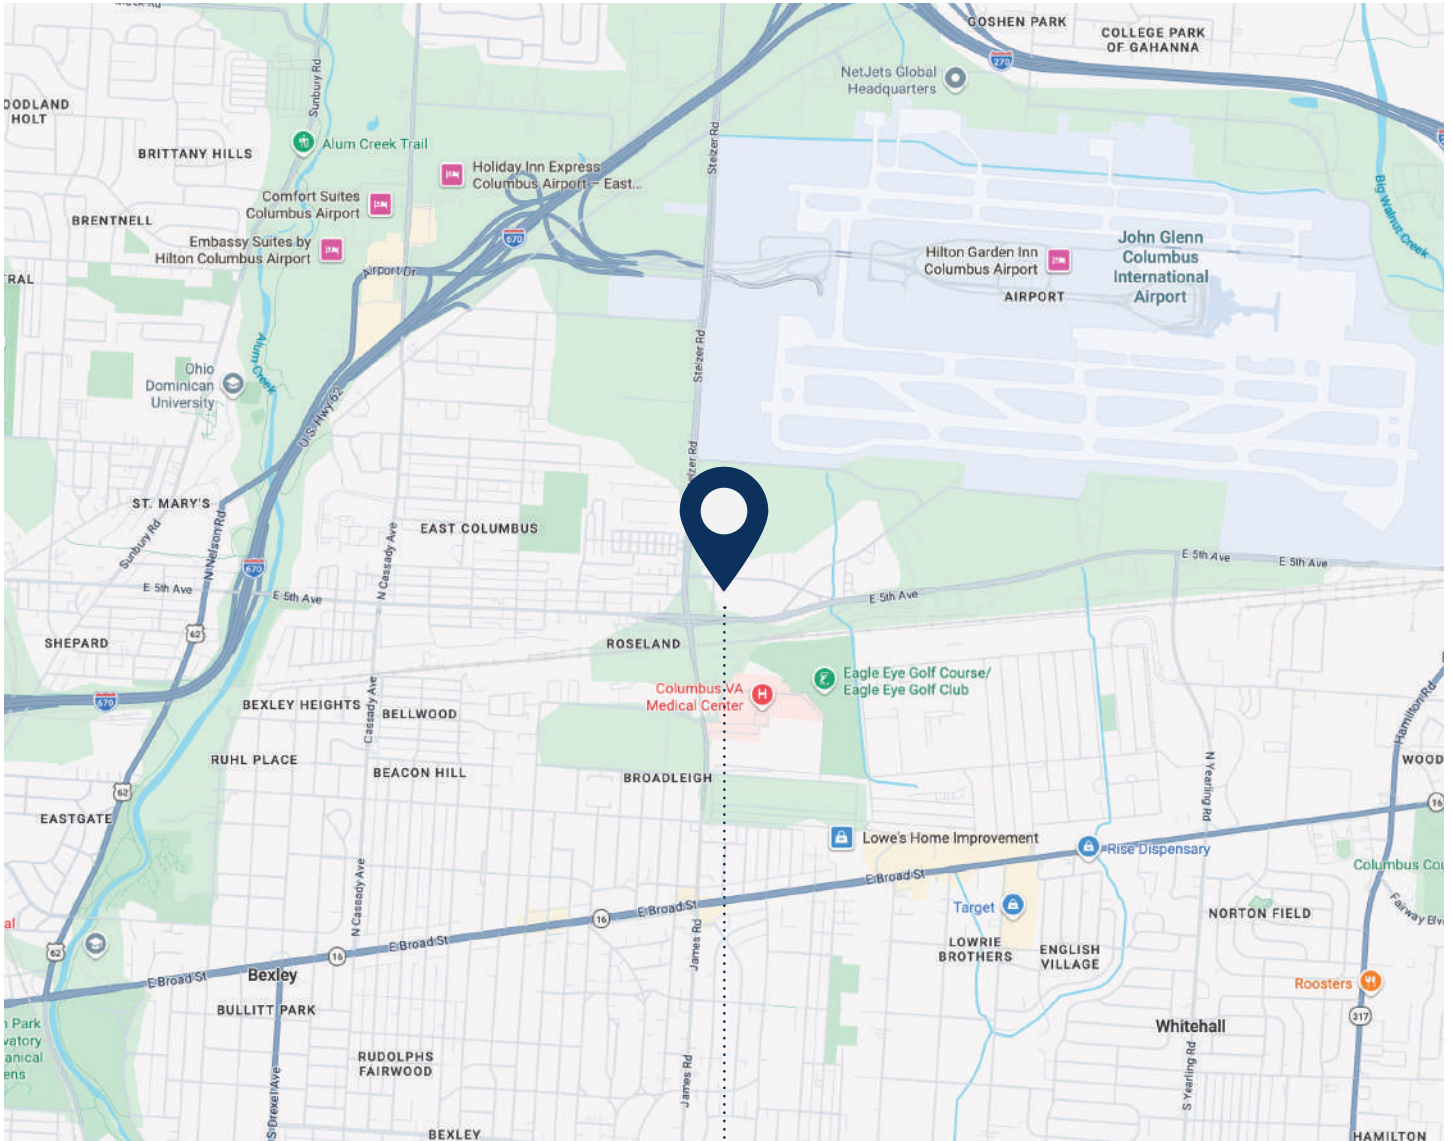 Sunbury Rd
GOSHEN PARK
COLLEGE PARK
OF GAHANNA
270
NetJets Global
Headquarters
HOLT
BRITTANY HILLS
Alum Creek Trail
Stelzer Rd
Holiday Inn Express
Columbus Airport – East...
Comfort Suites
Columbus Airport
BRENTNELL
Embassy Suites by
Hilton Columbus Airport
670
Airport Dr
Hilton Garden Inn
Columbus Airport
AIRPORT
John Glenn
Columbus
International
Airport
Big Walnut Creek
Alum Creek
Ohio
Dominican
University
U.S. Hwy 62
Stelzer Rd
elzer Rd
ST. MARY'S
Sunbury Rd
N Nelson Rd
EAST COLUMBUS
N Cassady Ave
670
E 5th Ave
E 5th Ave
E 5th Ave
E 5th Ave
E 5th Ave
62
SHEPARD
ROSELAND
670
BEXLEY HEIGHTS
BELLWOOD
Cassady Ave
Columbus VA
Medical Center
H
Eagle Eye Golf Course/
Eagle Eye Golf Club
Hamilton Rd
RUHL PLACE
BEACON HILL
BROADLEIGH
N Yearling Rd
WOOD
62
16
EASTGATE
Lowe's Home Improvement
Rise Dispensary
Columbus Cou
N Cassady Ave
E Broad St
E Broad St
16
E Broad St
16
E Broad St
Target
NORTON FIELD
Fairway Blv
al
62
James Rd
LOWRIE
BROTHERS
ENGLISH
VILLAGE
Bexley
Roosters
BULLITT PARK
317
Whitehall
n Park
vatory
anical
ens
RUDOLPHS
FAIRWOOD
S Drexel Ave
James Rd
S Yearling Rd
BEXLEY
HAMILTON